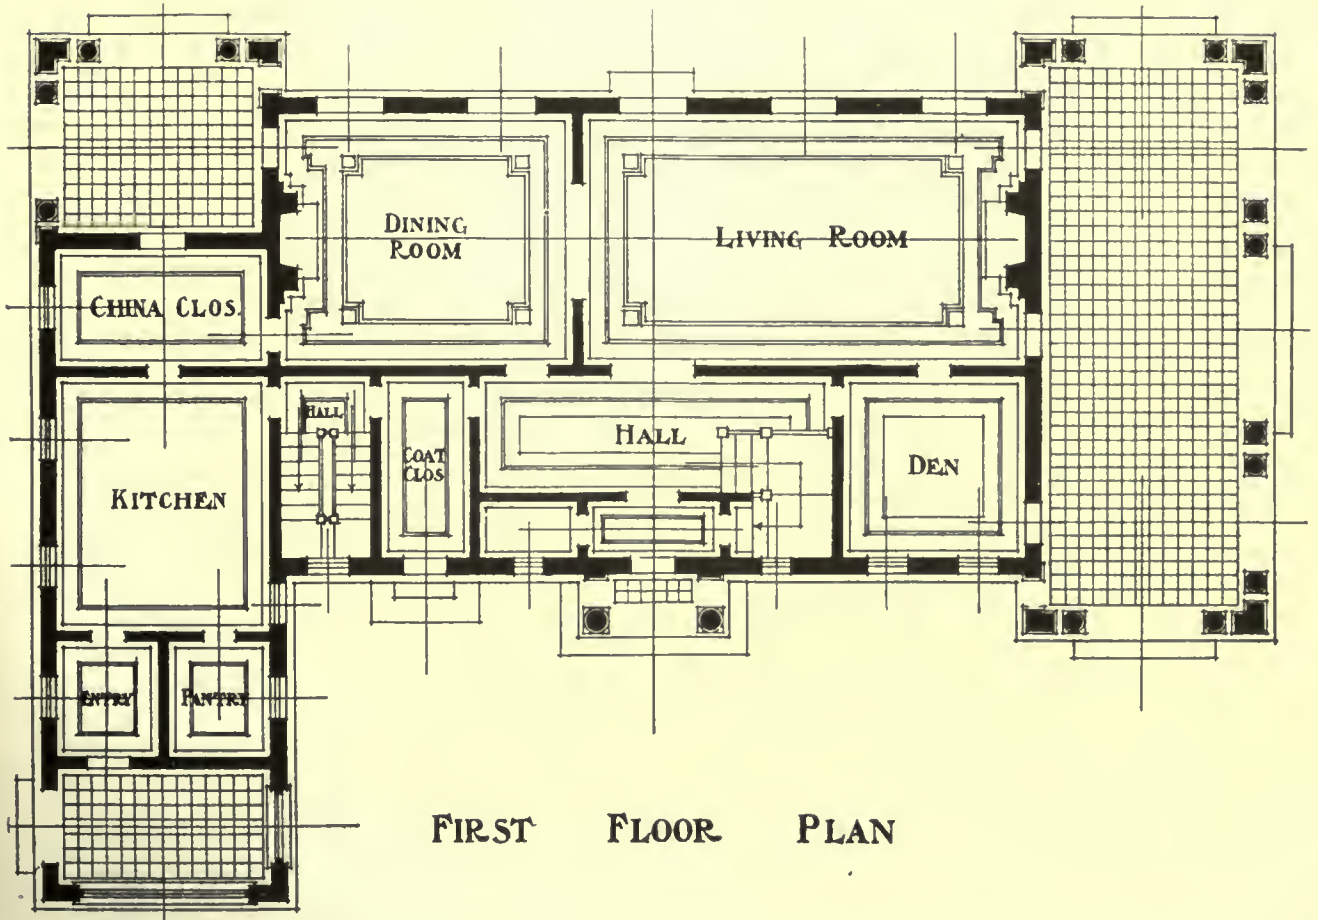 DINING
ROOM
LIVING ROOM
CHINA CLOS.
HALL
COAT
CLOS
HALL
DEN
KITCHEN
ENTRY
PANTRY
FIRST FLOOR PLAN